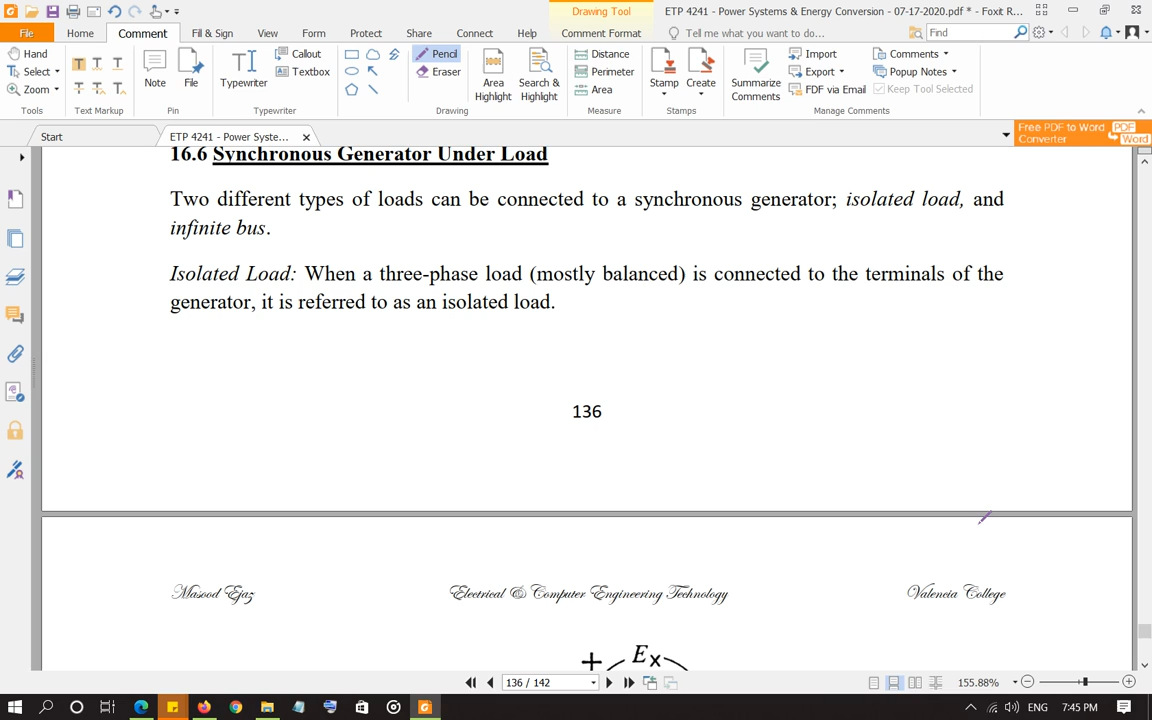 Drawing Tool
ETP 4241 - Power Systems & Energy Conversion - 07-17-2020.pdf * - Foxit R...
File Home Comment Fill & Sign View Form Protect Share Connect Help Comment Format Tell me what you want to do... Find
Hand
Select
Zoom
Tools
Text Markup
Note
File
Pin
Typewriter
Callout
Textbox
Typewriter
Pencil
Eraser
Drawing
Area Highlight
Search & Highlight
Distance
Perimeter
Area
Measure
Stamp
Create
Stamps
Summarize Comments
Import
Export
FDF via Email
Comments
Popup Notes
Keep Tool Selected
Manage Comments
Start
ETP 4241 - Power Syste...
Free PDF to Word Converter
PDF
Word
16.6 Synchronous Generator Under Load
Two different types of loads can be connected to a synchronous generator; isolated load, and
infinite bus.
Isolated Load: When a three-phase load (mostly balanced) is connected to the terminals of the
generator, it is referred to as an isolated load.
136
Masood Ejaz Electrical & Computer Engineering Technology Valencia College
+ Ex
136 / 142
155.88%
ENG 7:45 PM